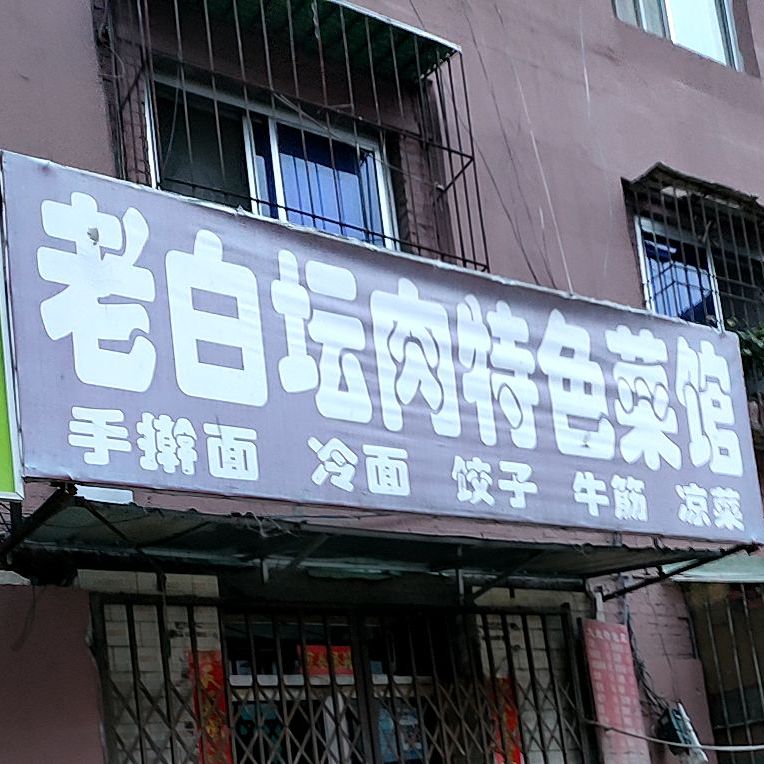 老白坛肉特色菜馆
手擀面 冷面 饺子 牛筋 凉菜